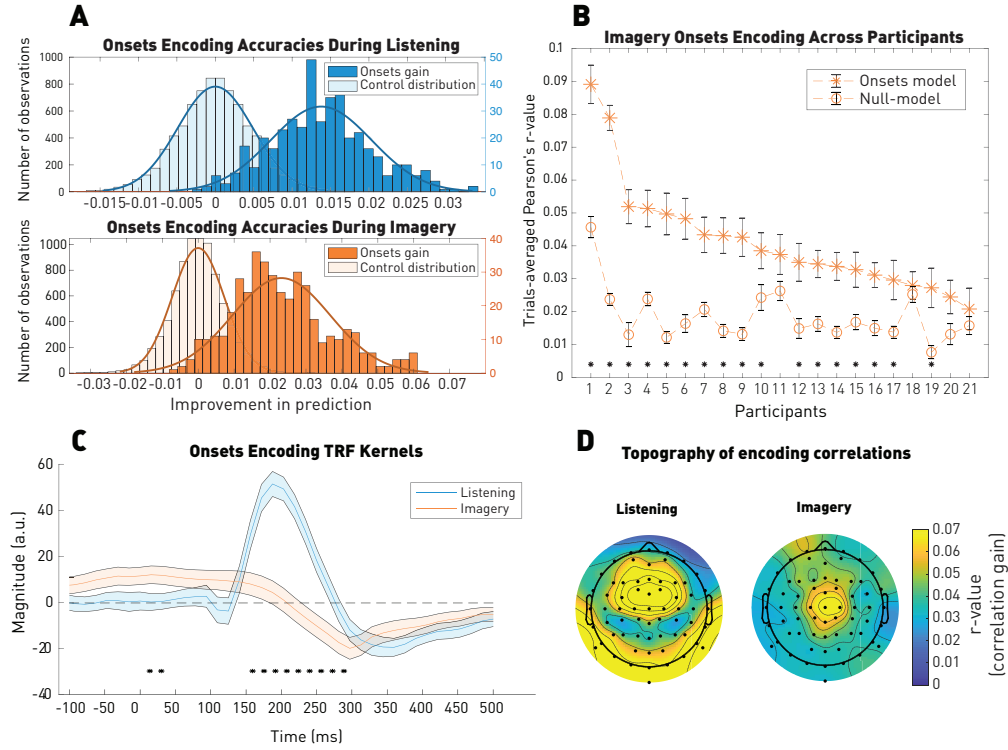 A
Onsets Encoding Accuracies During Listening
Number of observations
1000
800
600
400
200
0
50
40
30
20
10
0
Onsets gain
Control distribution
-0.015
-0.01
-0.005
0
0.005
0.01
0.015
0.02
0.025
0.03
Onsets Encoding Accuracies During Imagery
Number of observations
1000
800
600
400
200
0
40
30
20
10
0
Onsets gain
Control distribution
-0.03
-0.02
-0.01
0
0.01
0.02
0.03
0.04
0.05
0.06
0.07
Improvement in prediction
B
Imagery Onsets Encoding Across Participants
Trials-averaged Pearson's r-value
0.1
0.09
0.08
0.07
0.06
0.05
0.04
0.03
0.02
0.01
0
Onsets model
Null-model
* * * * * * * * * * * * * * * * *
1 2 3 4 5 6 7 8 9 10 11 12 13 14 15 16 17 18 19 20 21
Participants
C
Onsets Encoding TRF Kernels
Magnitude (a.u.)
60
40
20
0
-20
-40
Listening
Imagery
** *********
-100 -50 0 50 100 150 200 250 300 350 400 450 500
Time (ms)
D
Topography of encoding correlations
Listening
Imagery
0.07
0.06
0.05
0.04
0.03
0.02
0.01
0
r-value
(correlation gain)